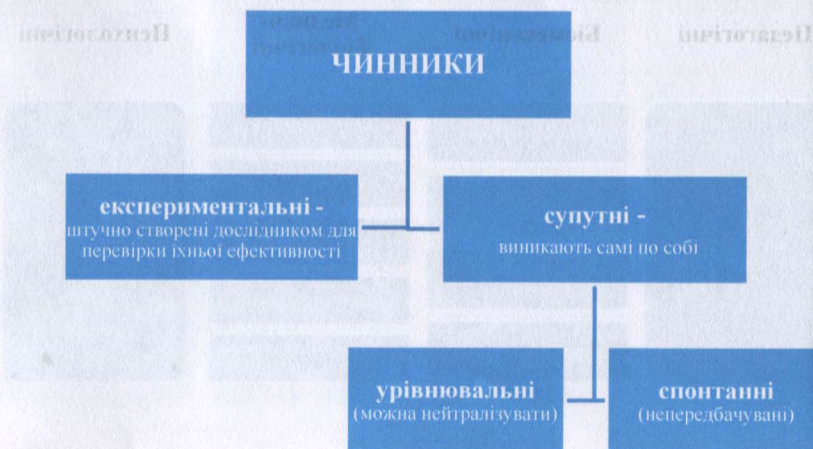 ЧИННИКИ
експериментальні -
штучно створені дослідником для
перевірки їхньої ефективності
супутні -
виникають самі по собі
урівнювальні
(можна нейтралізувати)
спонтанні
(непередбачувані)